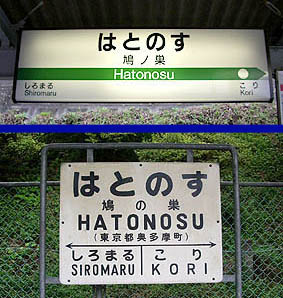 はとのす
鳩ノ巣
Hatonosu
しろまる こり
Shiromaru Kori
はとのす
鳩の巣
HATONOSU
(東京都奥多摩町)
しろまる こり
SIROMARU KORI